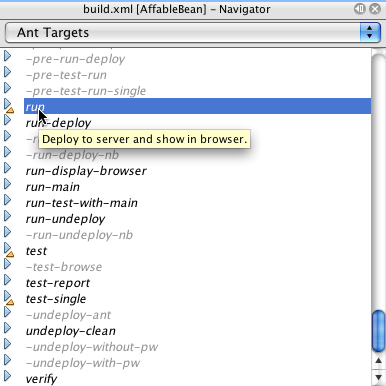 build.xml [AffableBean] – Navigator
Ant Targets
-pre-run-deploy
-pre-test-run
-pre-test-run-single
run
run-deploy
Deploy to server and show in browser.
-run-deploy-nb
run-display-browser
run-main
run-test-with-main
run-undeploy
-run-undeploy-nb
test
-test-browse
test-report
test-single
-undeploy-ant
undeploy-clean
-undeploy-without-pw
-undeploy-with-pw
verify